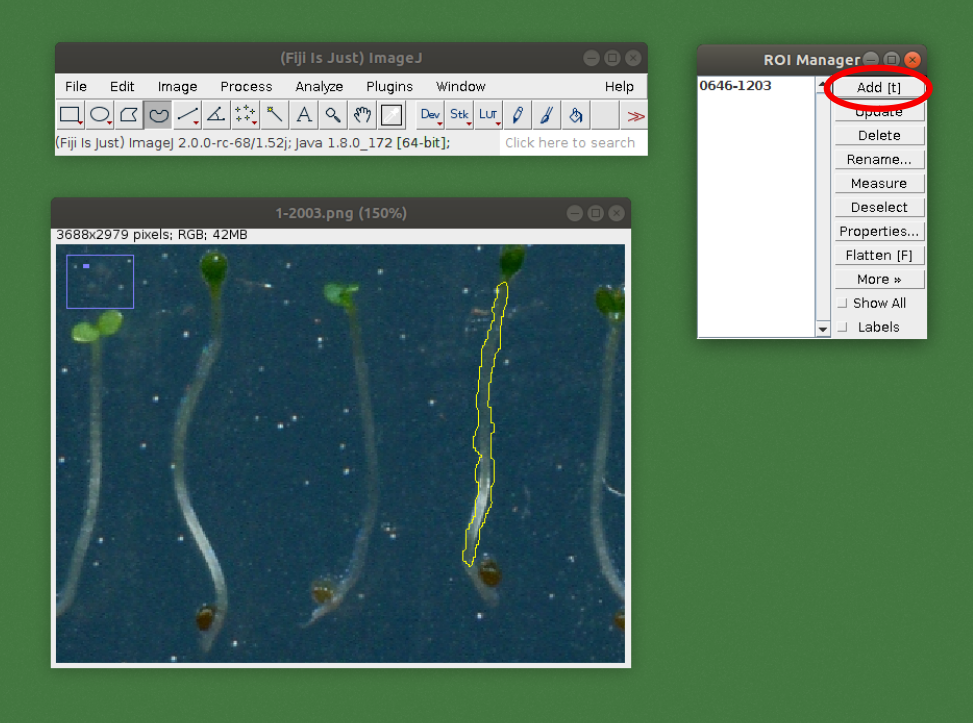 (Fiji Is Just) ImageJ
File Edit Image Process Analyze Plugins Window Help
A Dev Stk LUT >>
(Fiji Is Just) ImageJ 2.0.0-rc-68/1.52j; Java 1.8.0_172 [64-bit]; Click here to search
1-2003.png (150%)
3688x2979 pixels; RGB; 42MB
ROI Manager
0646-1203
Add [t]
Update
Delete
Rename...
Measure
Deselect
Properties...
Flatten [F]
More »
Show All
Labels